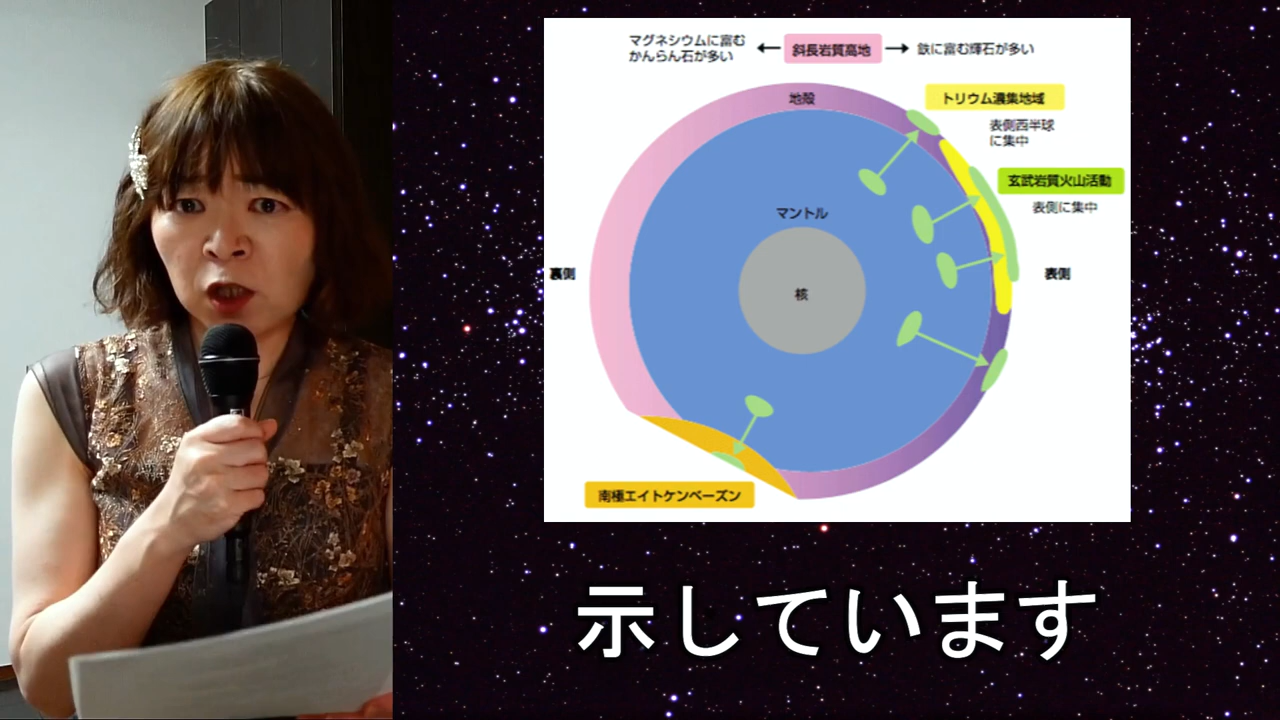 マグネシウムに富む
かんらん石が多い
斜長岩質高地
鉄に富む輝石が多い
地殻
トリウム濃集地域
表側西半球
に集中
玄武岩質火山活動
表側に集中
マントル
裏側
核
表側
南極エイトケンベーズン
示しています